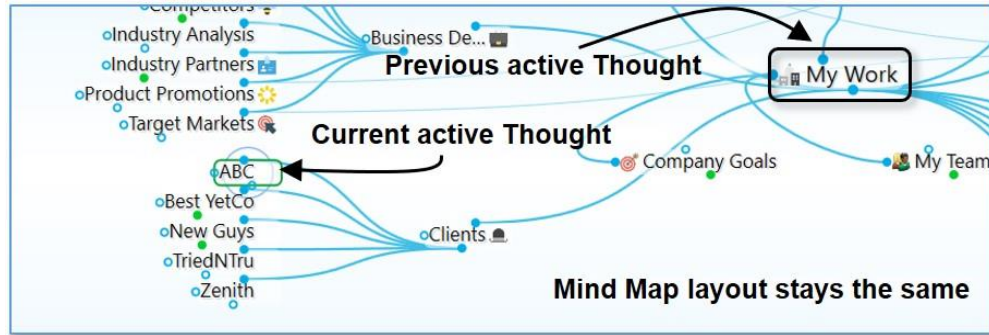 Competitors
Industry Analysis
Industry Partners
Product Promotions
Target Markets
Business De...
Previous active Thought
My Work
Current active Thought
Company Goals
My Team
ABC
Best YetCo
New Guys
TriedNTru
Zenith
Clients
Mind Map layout stays the same